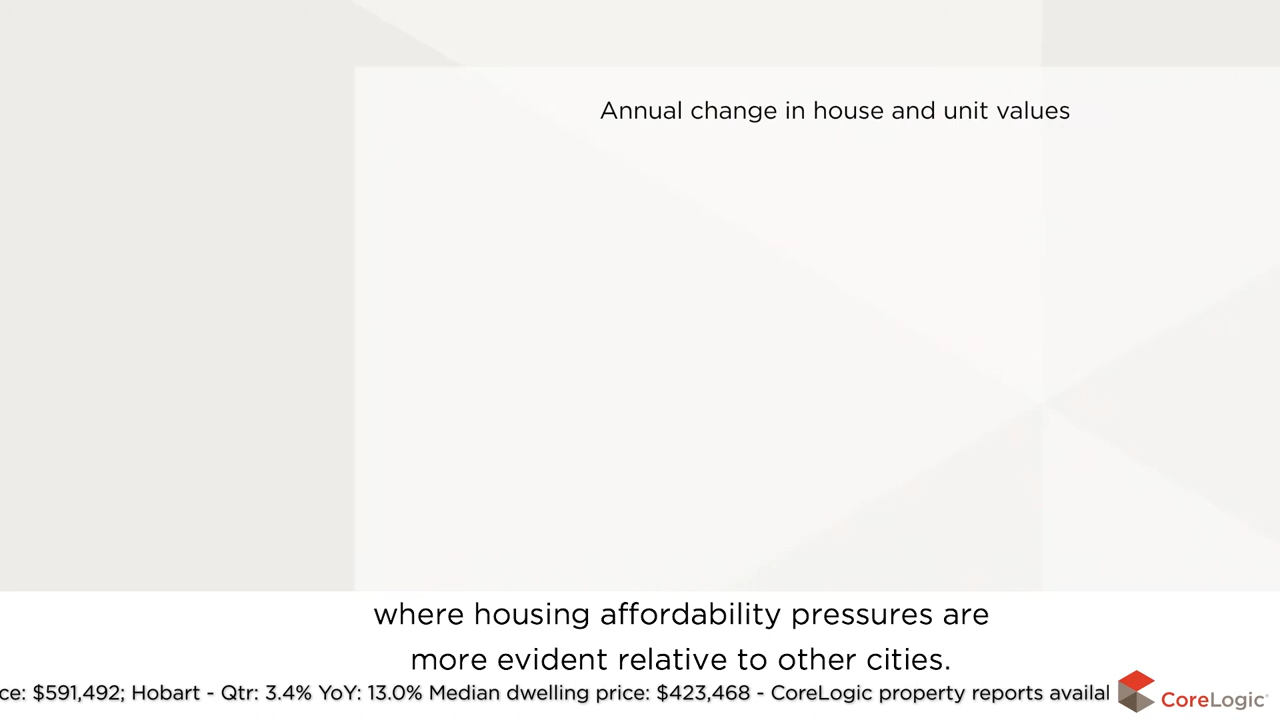 Annual change in house and unit values
where housing affordability pressures are
more evident relative to other cities.
ce: $591,492; Hobart - Qtr: 3.4% YoY: 13.0% Median dwelling price: $423,468 - CoreLogic property reports availal
CoreLogic